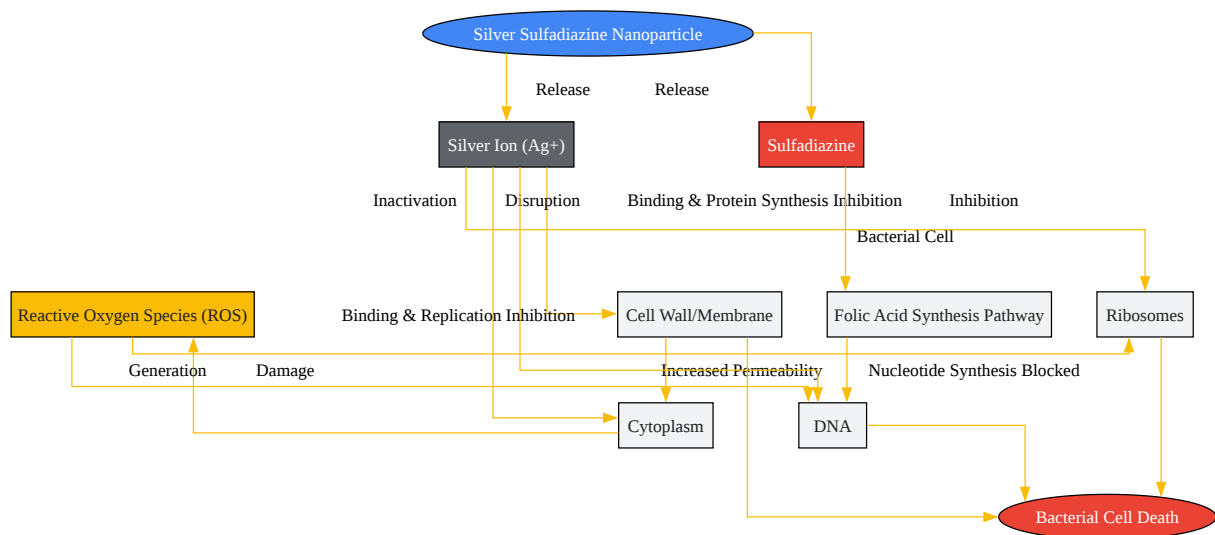 Silver Sulfadiazine Nanoparticle
Release
Release
Silver Ion (Ag+)
Sulfadiazine
Inactivation
Disruption
Binding & Protein Synthesis Inhibition
Inhibition
Bacterial Cell
Reactive Oxygen Species (ROS)
Binding & Replication Inhibition
Cell Wall/Membrane
Folic Acid Synthesis Pathway
Ribosomes
Generation
Damage
Increased Permeability
Nucleotide Synthesis Blocked
Cytoplasm
DNA
Bacterial Cell Death